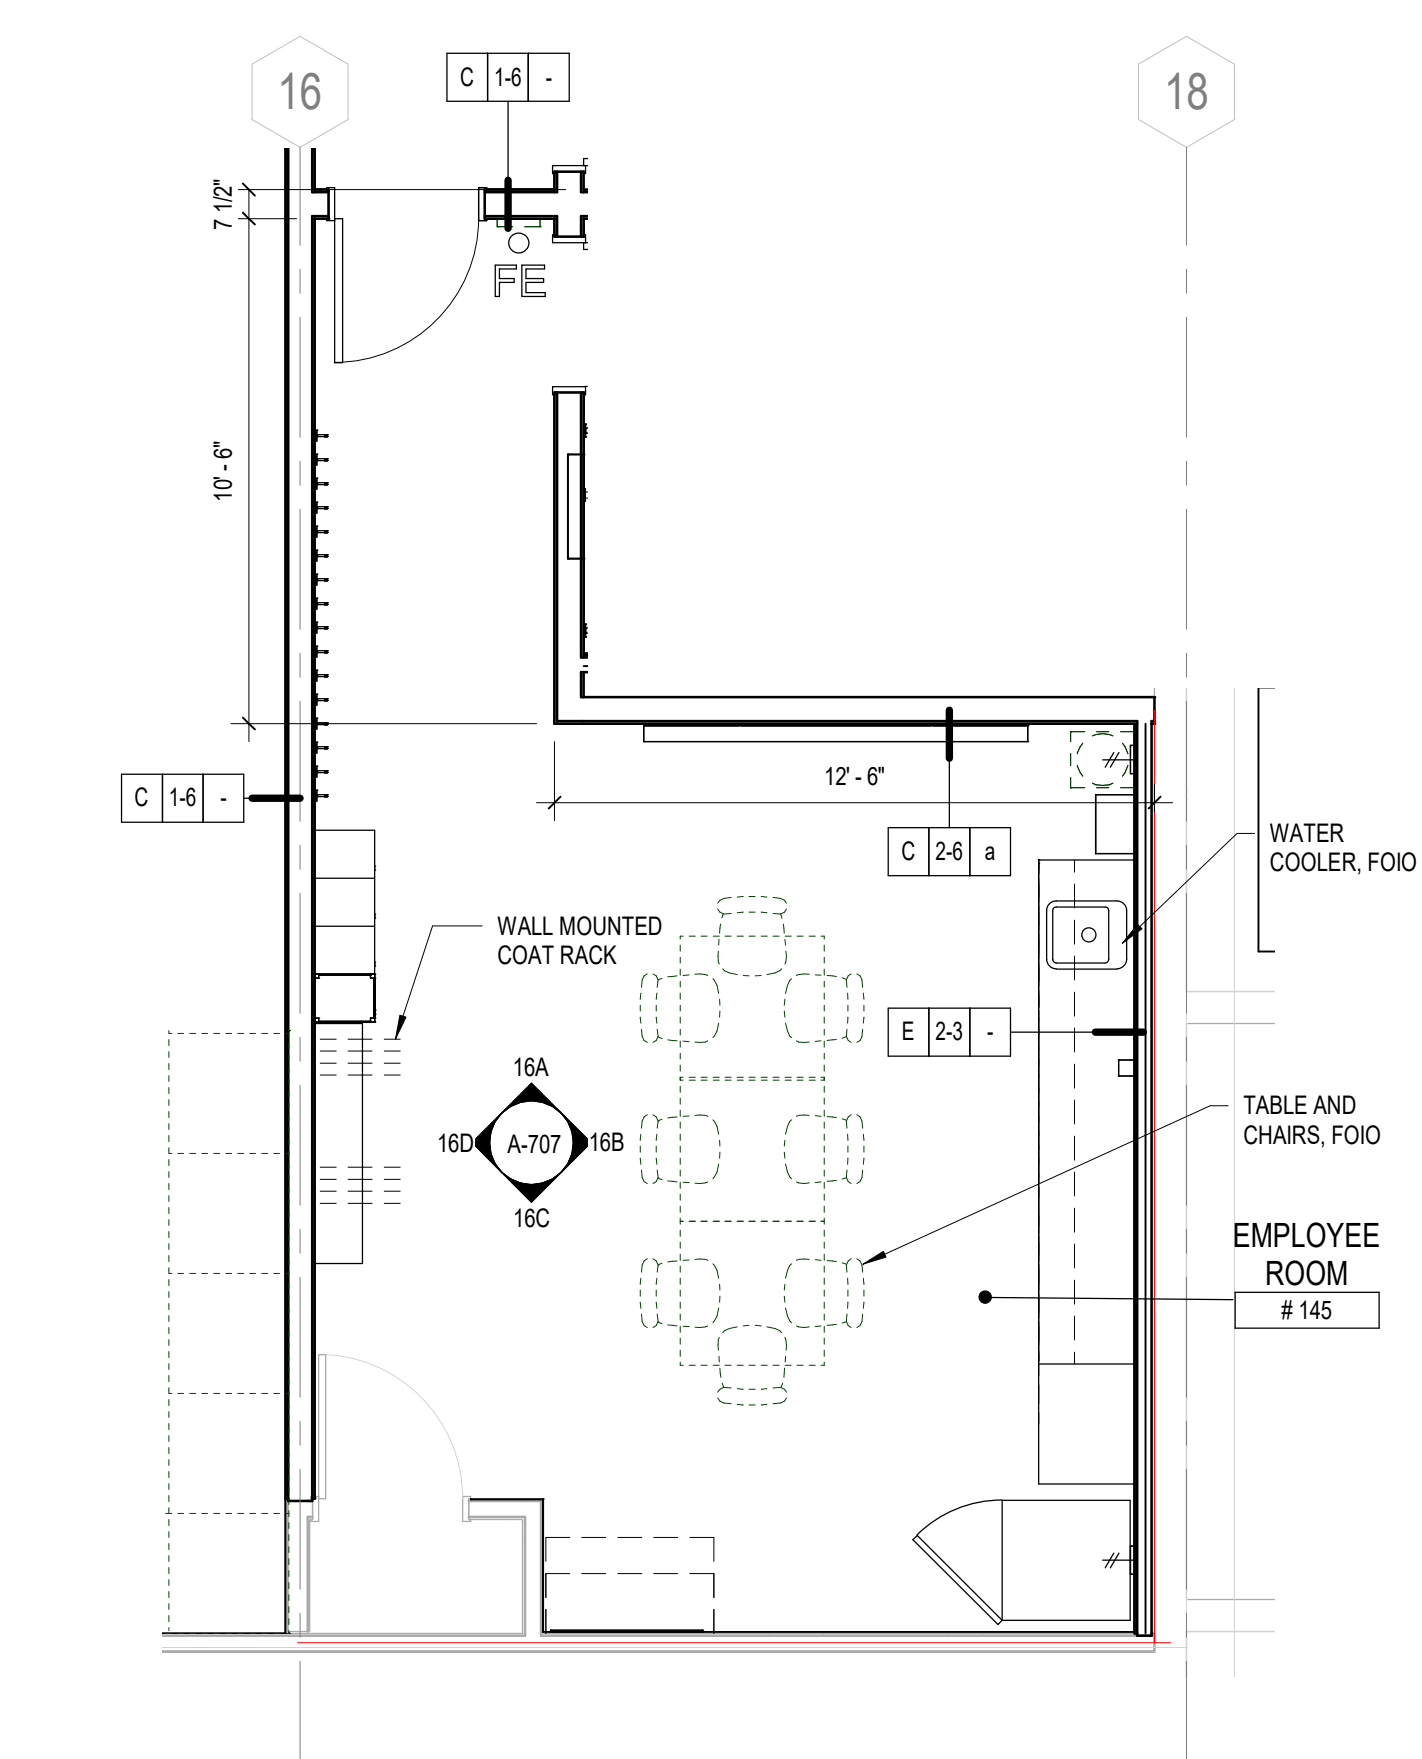 16
C 1-6 -
18
7 1/2"
FE
10' - 6"
12' - 6"
C 1-6 -
C 2-6 a
WATER
COOLER, FOIO
WALL MOUNTED
COAT RACK
E 2-3 -
16A
16D A-707 16B
16C
TABLE AND
CHAIRS, FOIO
EMPLOYEE
ROOM
# 145